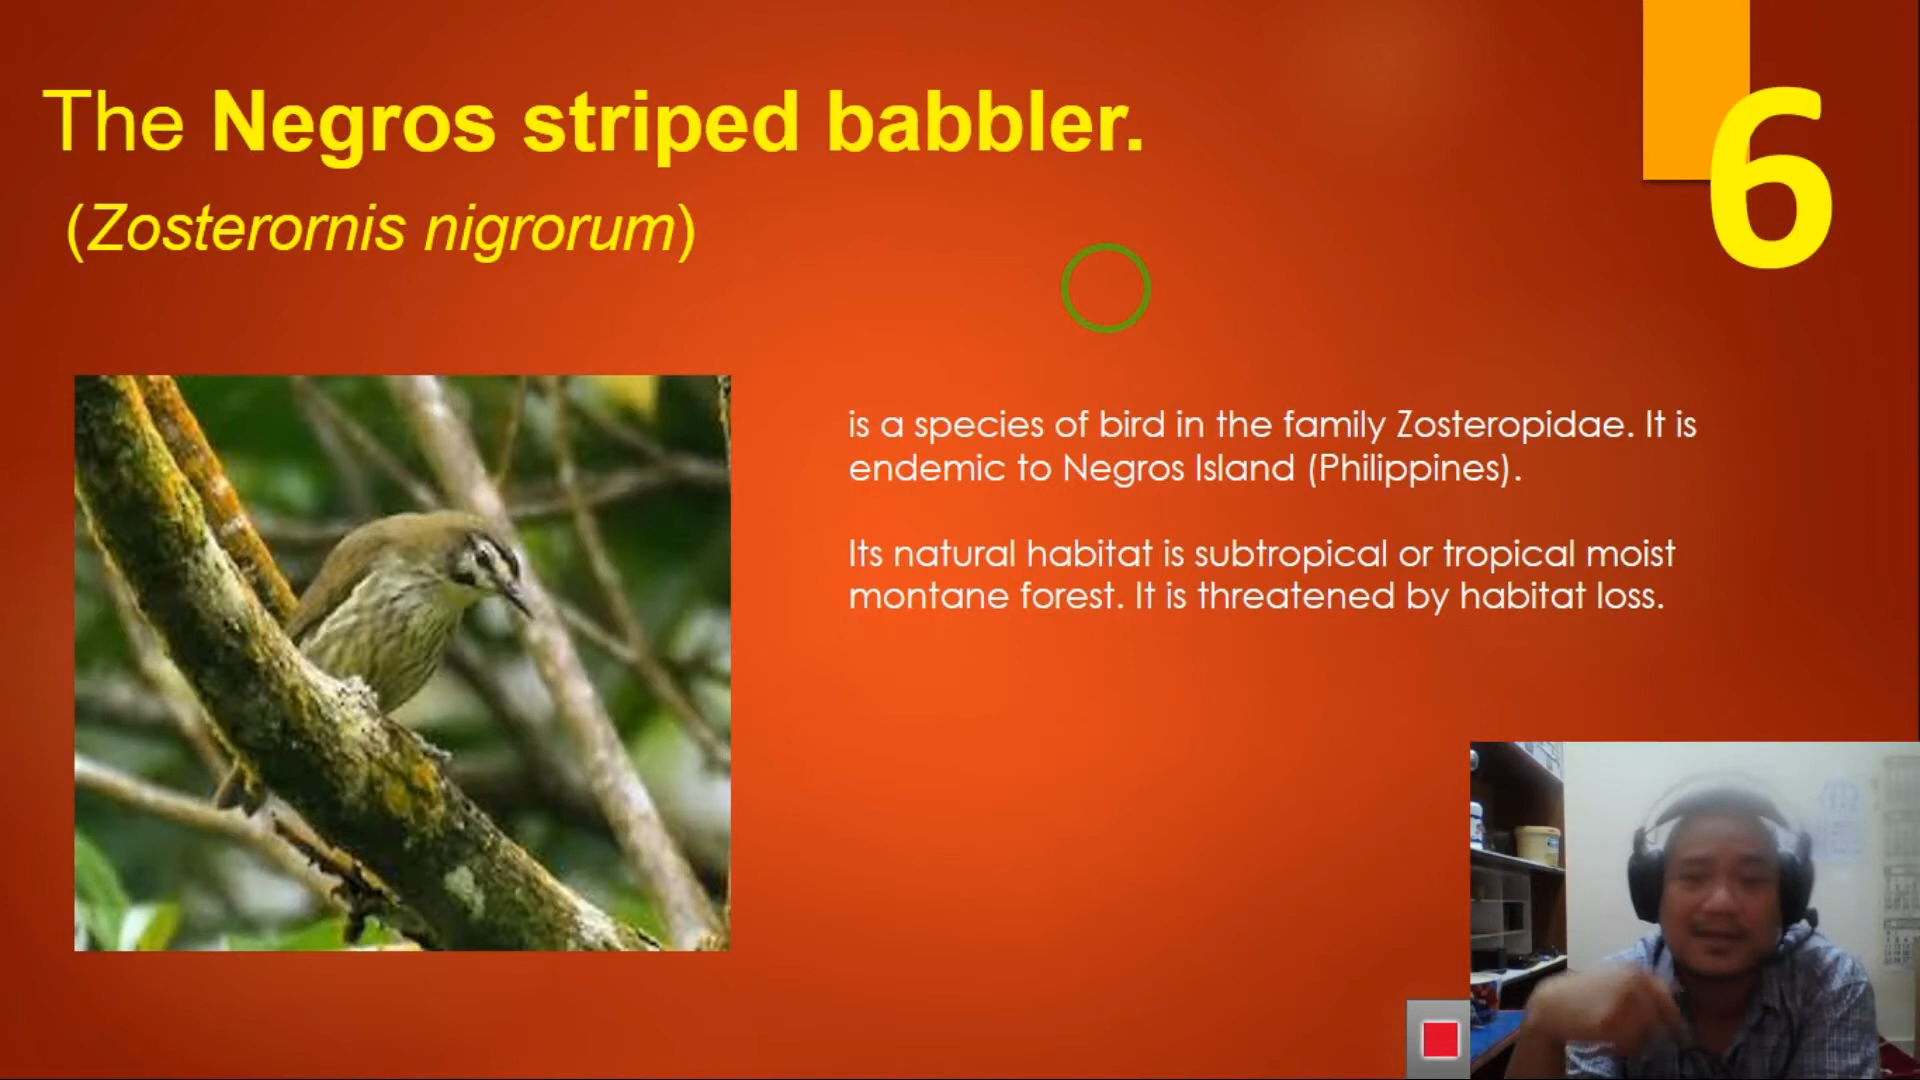 The Negros striped babbler.
(Zosterornis nigrorum)
6
is a species of bird in the family Zosteropidae. It is
endemic to Negros Island (Philippines).
Its natural habitat is subtropical or tropical moist
montane forest. It is threatened by habitat loss.